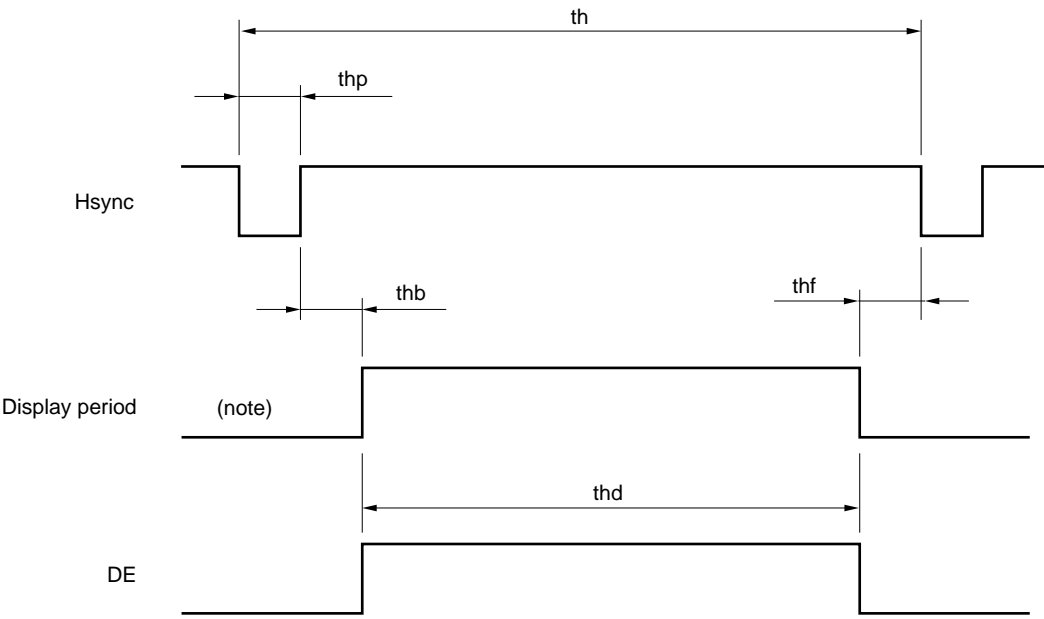 th
thp
Hsync
thb
thf
Display period
(note)
thd
DE